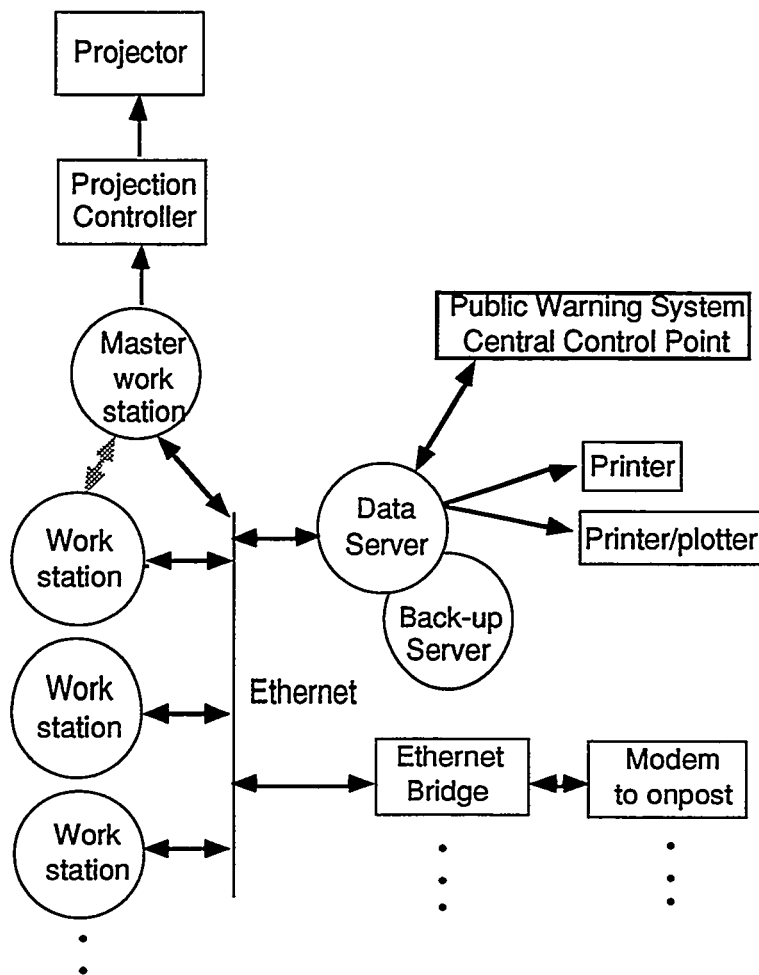 Projector
Projection
Controller
Master
work
station
Public Warning System
Central Control Point
Printer
Data
Server
Printer/plotter
Work
station
Back-up
Server
Work
station
Ethernet
Ethernet
Bridge
Modem
to onpost
Work
station